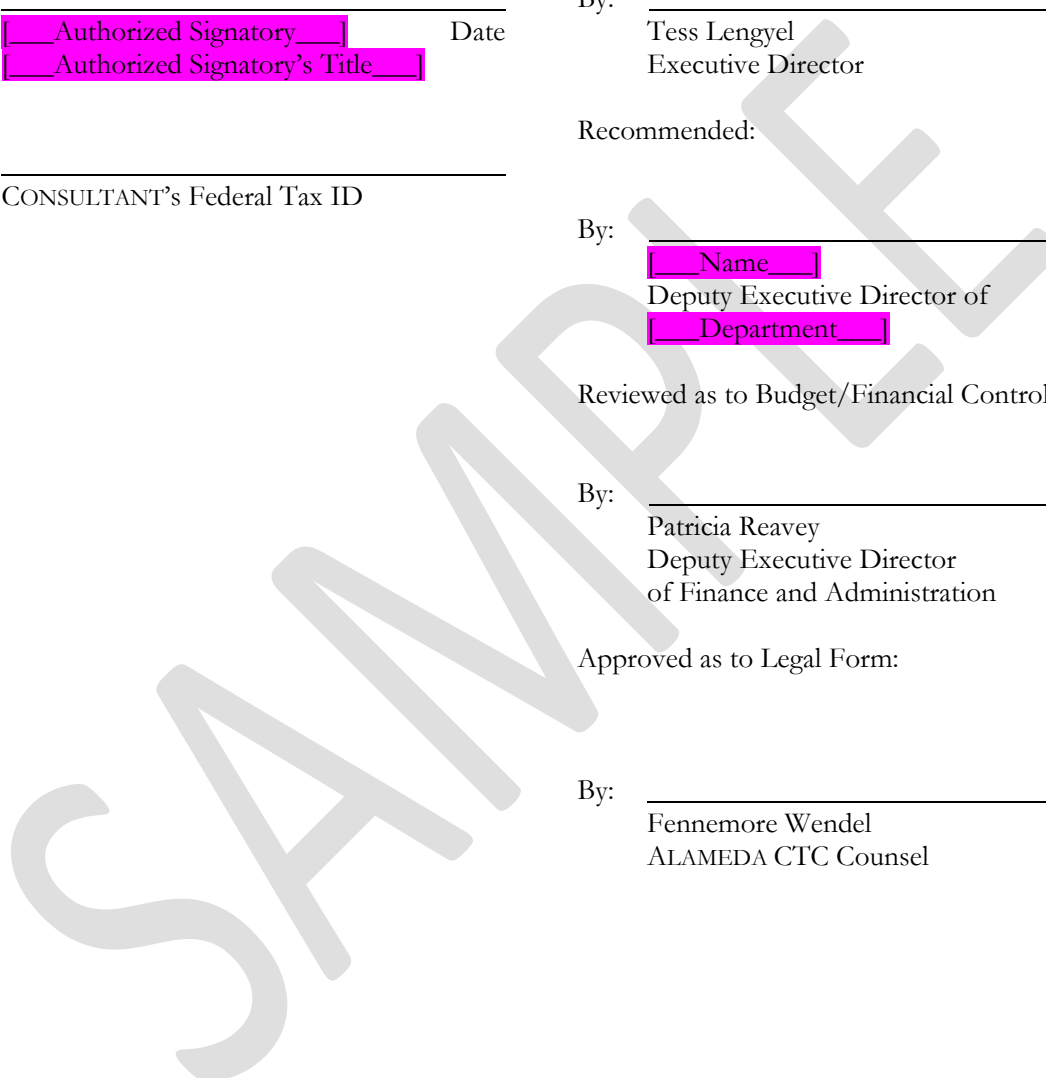 [___Authorized Signatory___] Date
[___Authorized Signatory's Title___]
CONSULTANT's Federal Tax ID
By:
Tess Lengyel
Executive Director
Recommended:
By:
[___Name___]
Deputy Executive Director of
[___Department___]
Reviewed as to Budget/Financial Control
By:
Patricia Reavey
Deputy Executive Director
of Finance and Administration
Approved as to Legal Form:
By:
Fennemore Wendel
ALAMEDA CTC Counsel
SAMPLE